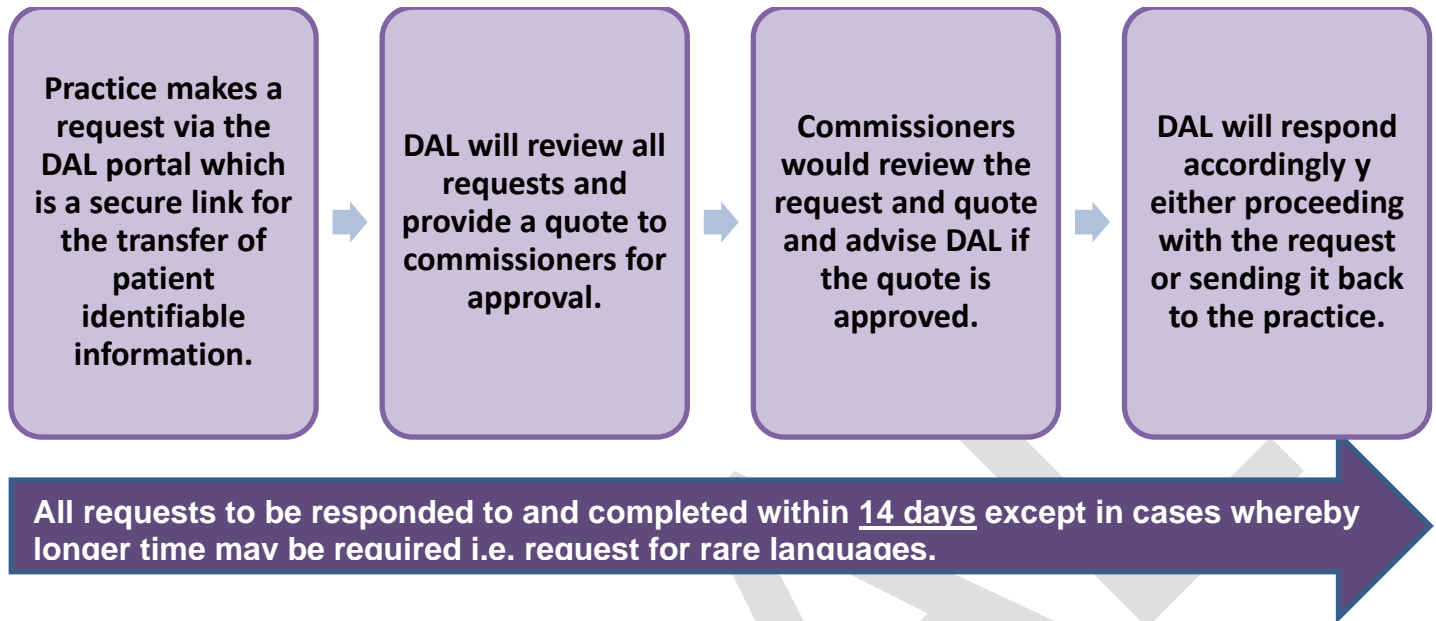 Practice makes a
request via the
DAL portal which
is a secure link for
the transfer of
patient
identifiable
information.
DAL will review all
requests and
provide a quote to
commissioners for
approval.
Commissioners
would review the
request and quote
and advise DAL if
the quote is
approved.
DAL will respond
accordingly y
either proceeding
with the request
or sending it back
to the practice.
All requests to be responded to and completed within 14 days except in cases whereby
longer time may be required i.e. request for rare languages.